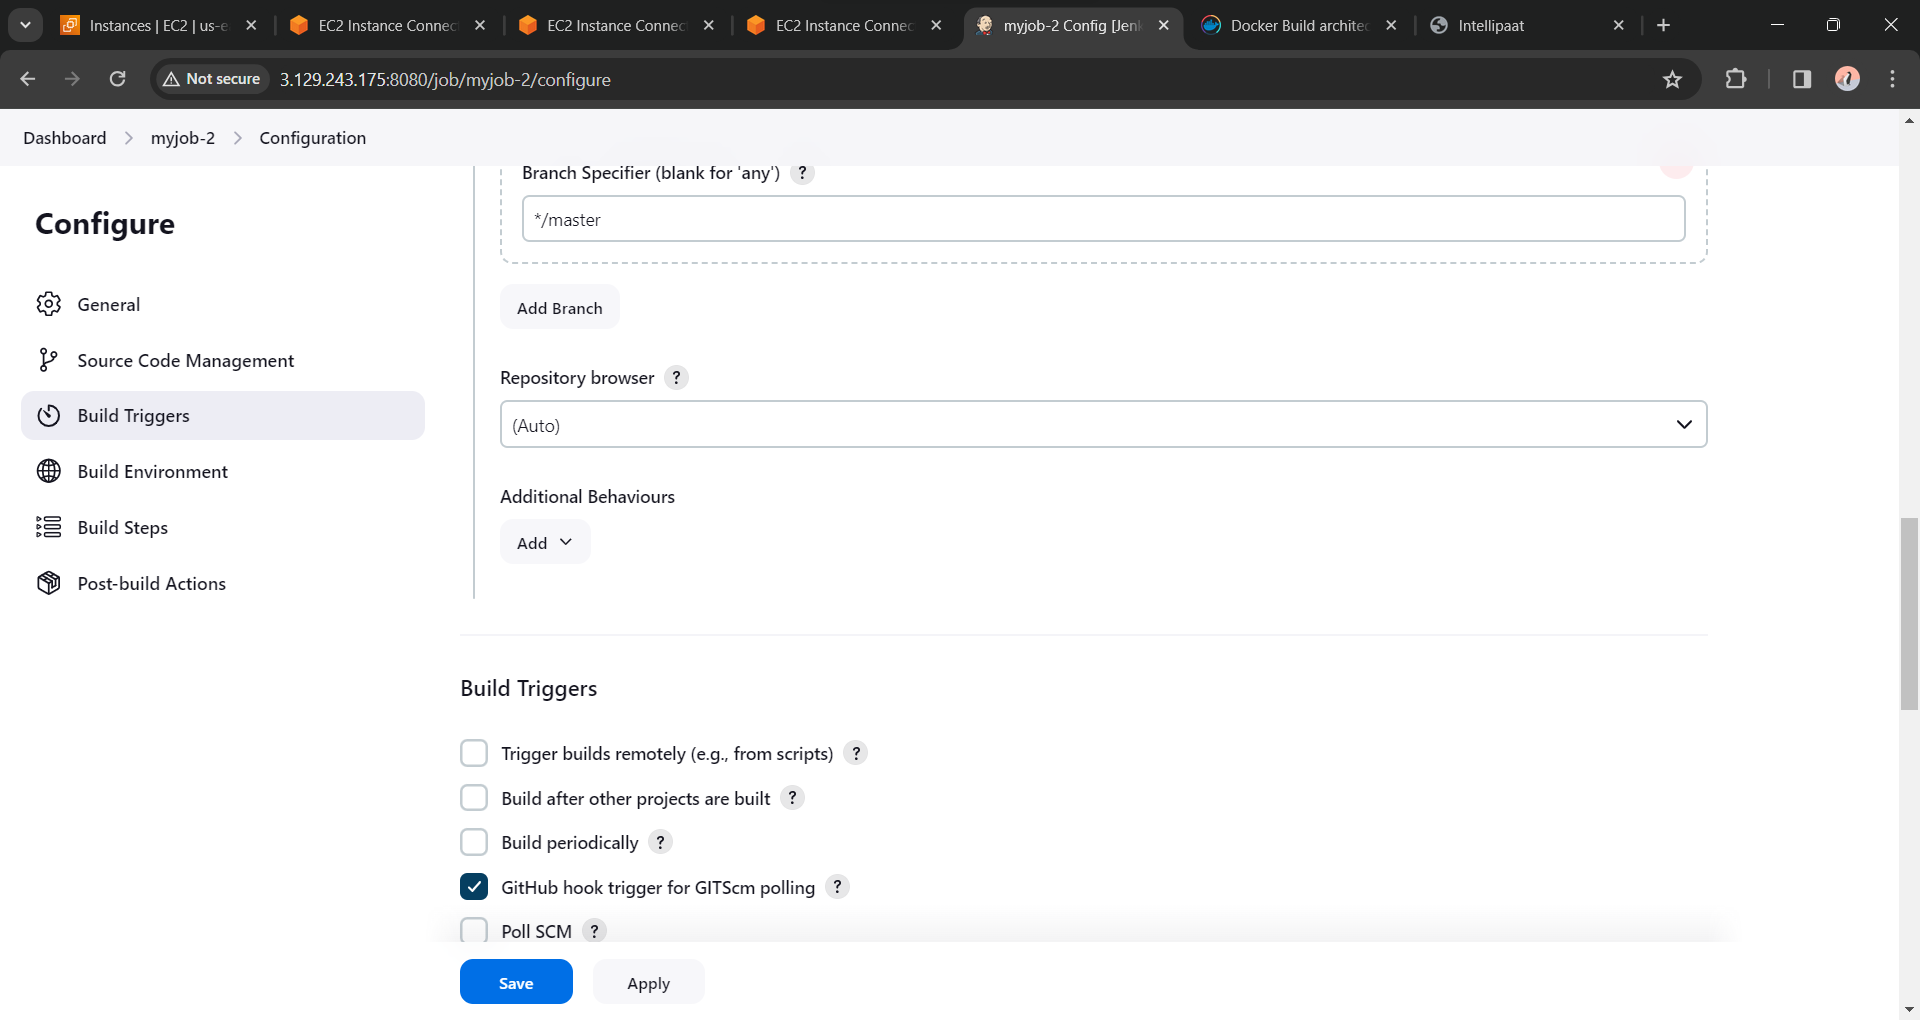 Instances | EC2 | us-e
EC2 Instance Connec
EC2 Instance Connec
EC2 Instance Connec
myjob-2 Config [Jenk
Docker Build architec
Intellipaat
Not secure
3.129.243.175:8080/job/myjob-2/configure
Dashboard
myjob-2
Configuration
Configure
General
Source Code Management
Build Triggers
Build Environment
Build Steps
Post-build Actions
Branch Specifier (blank for 'any') ?
*/master
Add Branch
Repository browser ?
(Auto)
Additional Behaviours
Add
Build Triggers
Trigger builds remotely (e.g., from scripts) ?
Build after other projects are built ?
Build periodically ?
GitHub hook trigger for GITScm polling ?
Poll SCM ?
Save
Apply